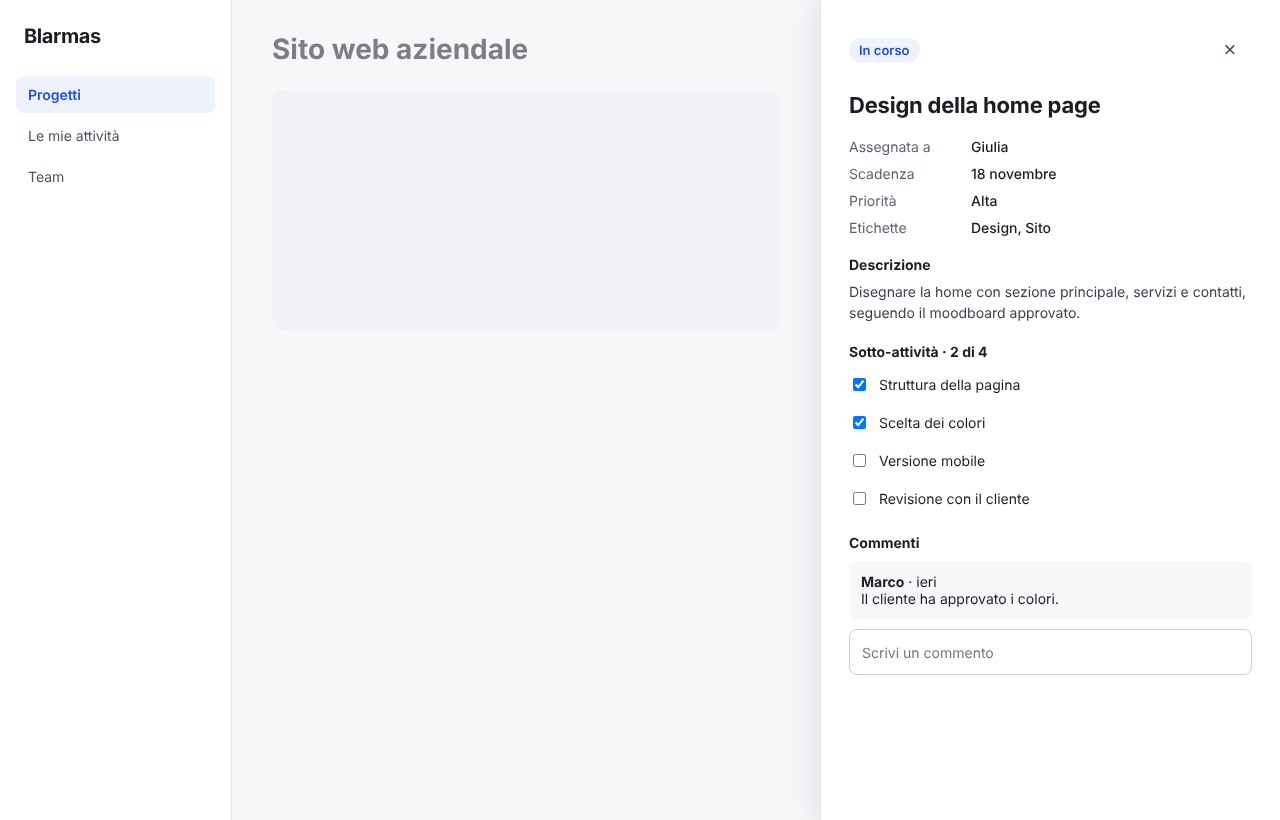 Blarmas
Progetti
Le mie attività
Team
Sito web aziendale
In corso
Design della home page
Assegnata a Giulia
Scadenza 18 novembre
Priorità Alta
Etichette Design, Sito
Descrizione
Disegnare la home con sezione principale, servizi e contatti,
seguendo il moodboard approvato.
Sotto-attività · 2 di 4
Struttura della pagina
Scelta dei colori
Versione mobile
Revisione con il cliente
Commenti
Marco · ieri
Il cliente ha approvato i colori.
Scrivi un commento